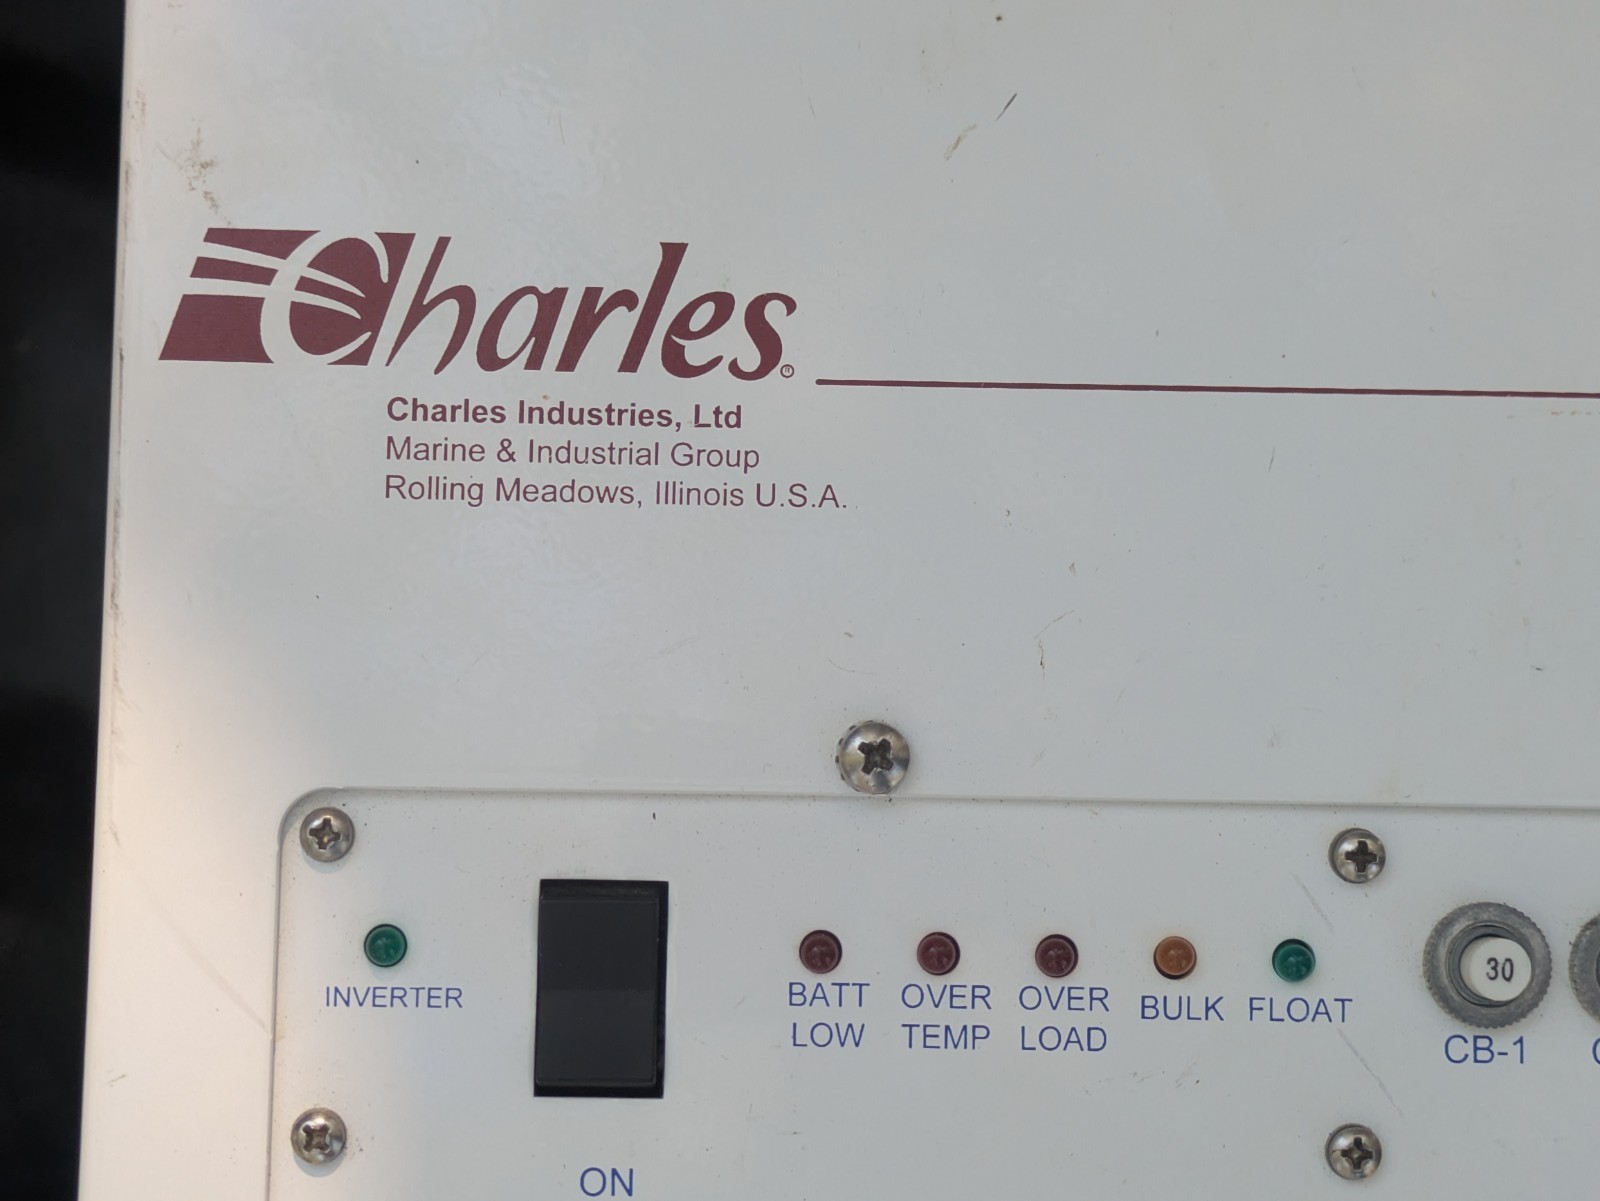 Charles®
Charles Industries, Ltd
Marine & Industrial Group
Rolling Meadows, Illinois U.S.A.
INVERTER
BATT LOW
OVER TEMP
OVER LOAD
BULK
FLOAT
30
CB-1
ON